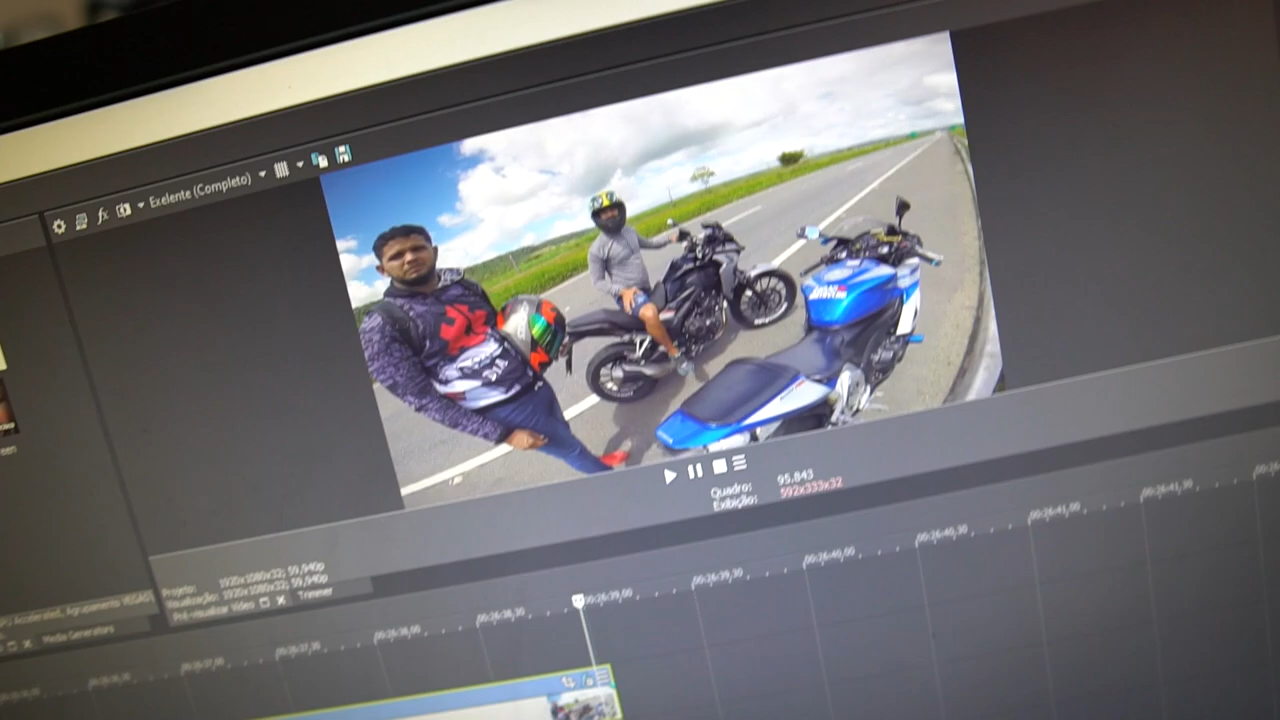 Exelente (Completo)
Quadro: 95.843
Exibição: 592x333x32
Projeto: 1920x1080x32; 59,940p
Visualização: 1920x1080x32; 59,940p
Pré-visualizar Vídeo
Trimmer
Accelerated, Agrupamento VEGAS
Media Generators
00:26:37,00
00:26:37,30
00:26:38,00
00:26:38,30
00:26:39,00
00:26:39,30
00:26:40,00
00:26:40,30
00:26:41,00
00:26:41,30